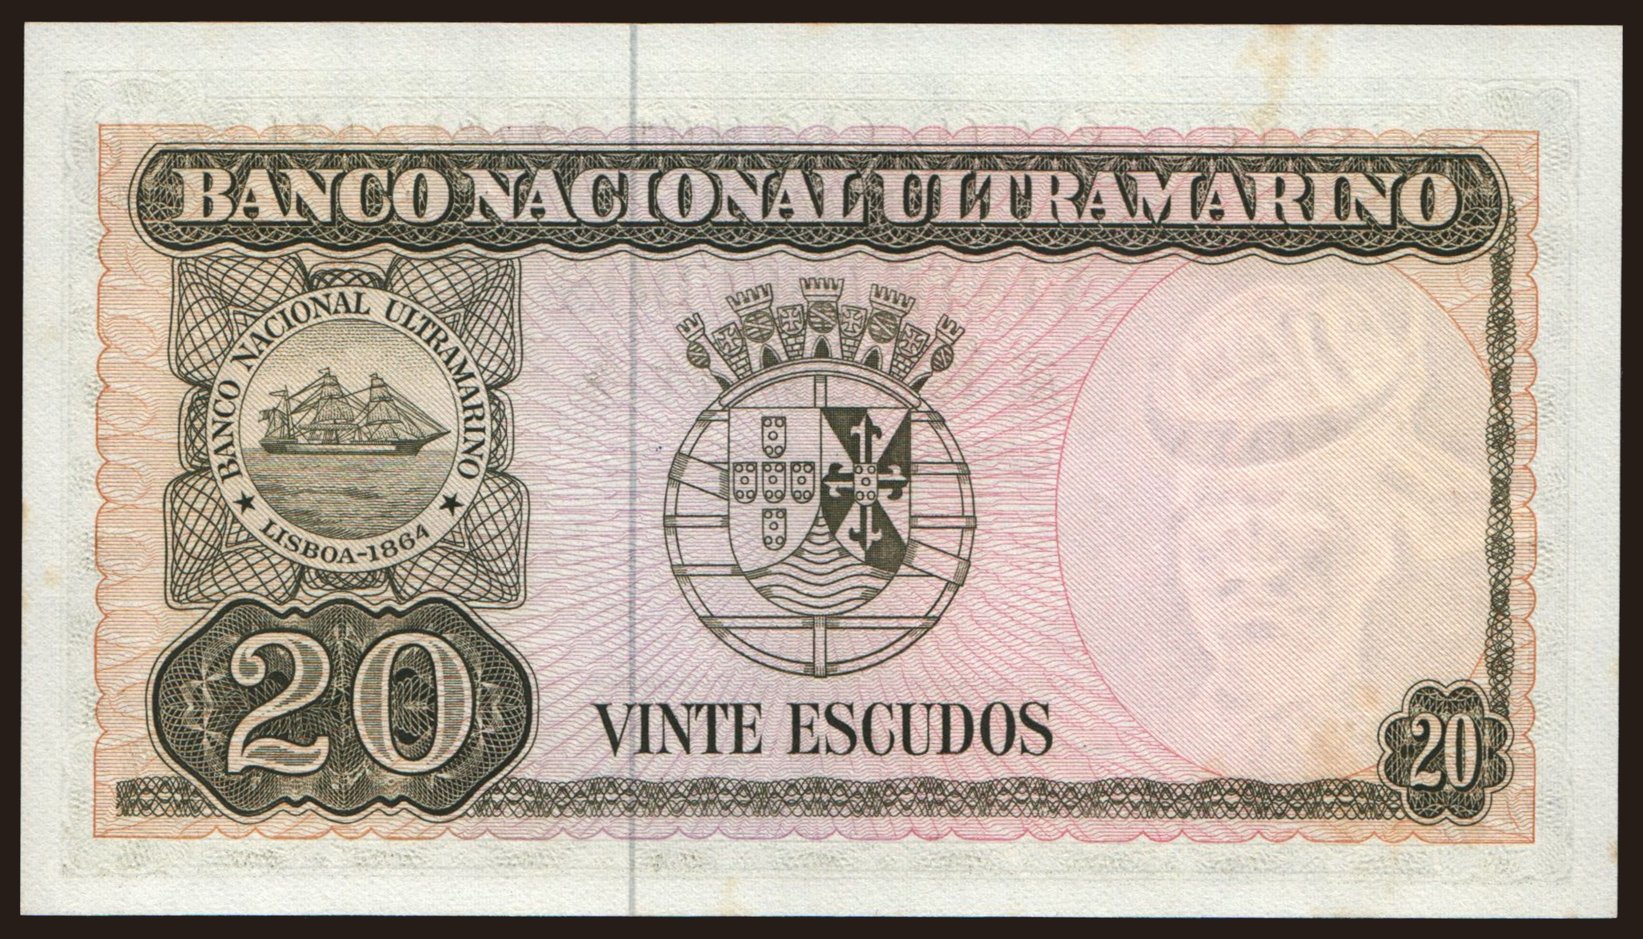 BANCO NACIONAL ULTRAMARINO
BANCO NACIONAL ULTRAMARINO
★ LISBOA-1864 ★
20
VINTE ESCUDOS
20